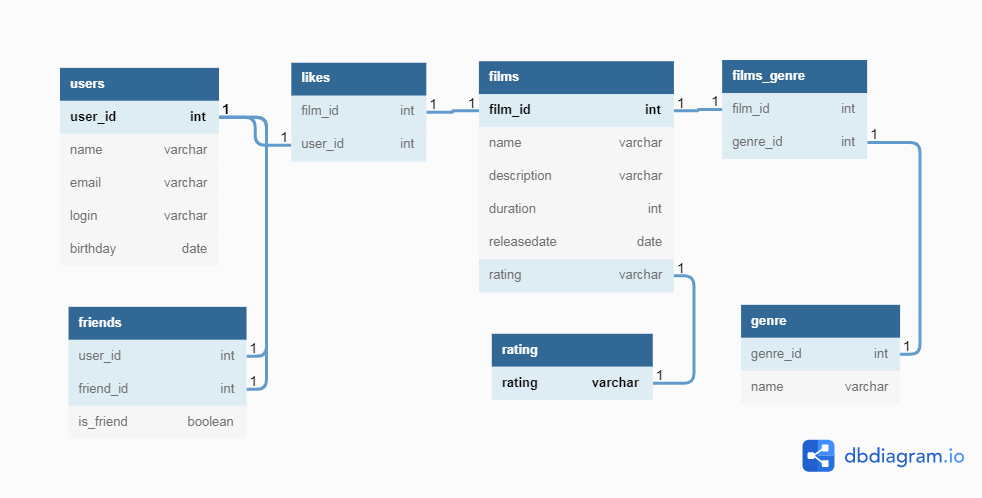 users
user_id int
name varchar
email varchar
login varchar
birthday date
1
likes
film_id int
user_id int
1
1
1
films
film_id int
name varchar
description varchar
duration int
releasedate date
rating varchar
1
1
1
films_genre
film_id int
genre_id int
1
friends
user_id int
friend_id int
is_friend boolean
1
1
rating
rating varchar
1
genre
genre_id int
name varchar
1
dbdiagram.io